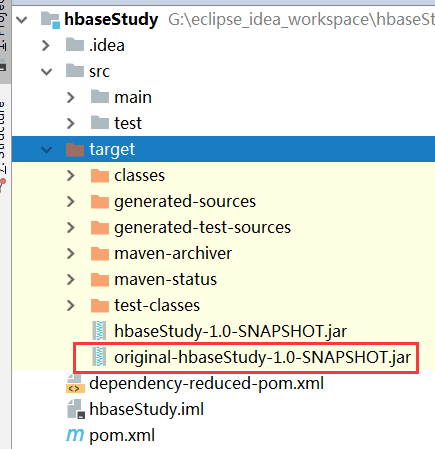 hbaseStudy G:\eclipse_idea_workspace\hbaseSt
.idea
src
main
test
target
classes
generated-sources
generated-test-sources
maven-archiver
maven-status
test-classes
hbaseStudy-1.0-SNAPSHOT.jar
original-hbaseStudy-1.0-SNAPSHOT.jar
dependency-reduced-pom.xml
hbaseStudy.iml
pom.xml
Z: Structure